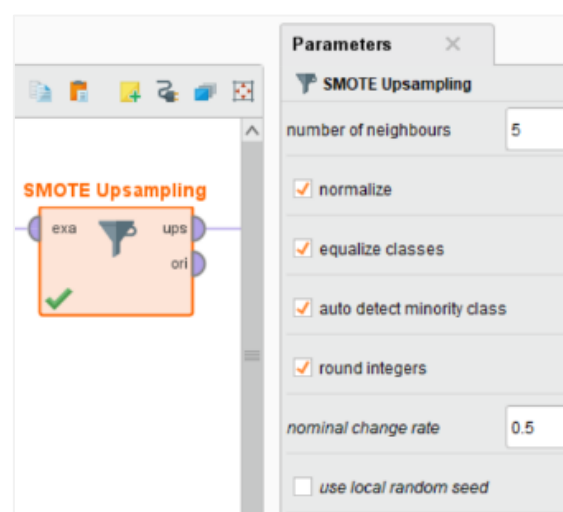 Parameters
SMOTE Upsampling
number of neighbours 5
SMOTE Upsampling
normalize
exa ups
equalize classes
ori
auto detect minority class
round integers
nominal change rate 0.5
use local random seed